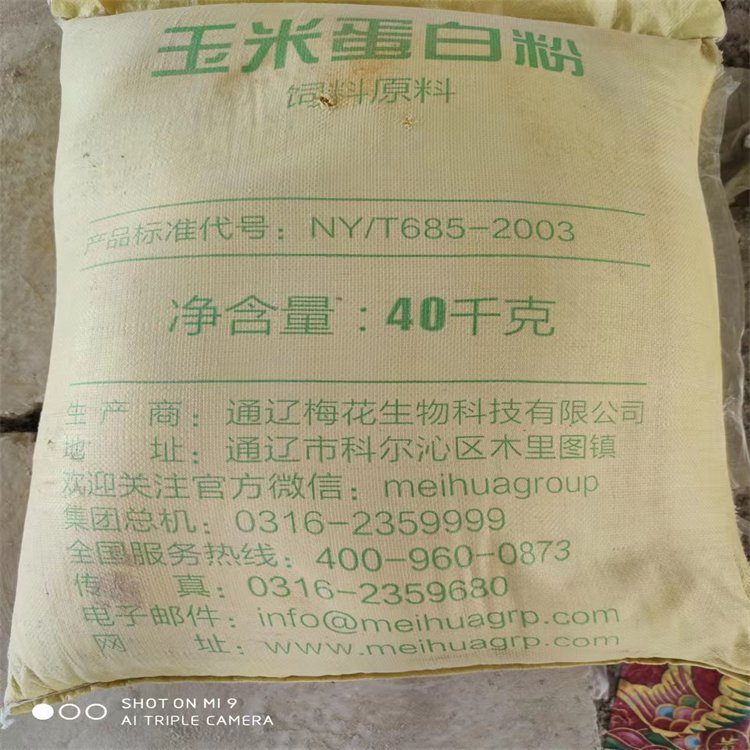 玉米蛋白粉
饲料原料
产品标准代号：NY/T685-2003
净含量：40千克
生产商：通辽梅花生物科技有限公司
地址：通辽市科尔沁区木里图镇
欢迎关注官方微信：meihuagroup
集团总机：0316-2359999
全国服务热线：400-960-0873
传真：0316-2359680
电子邮件：info@meihuagrp.com
网址：www.meihuagrp.com
SHOT ON MI 9
AI TRIPLE CAMERA